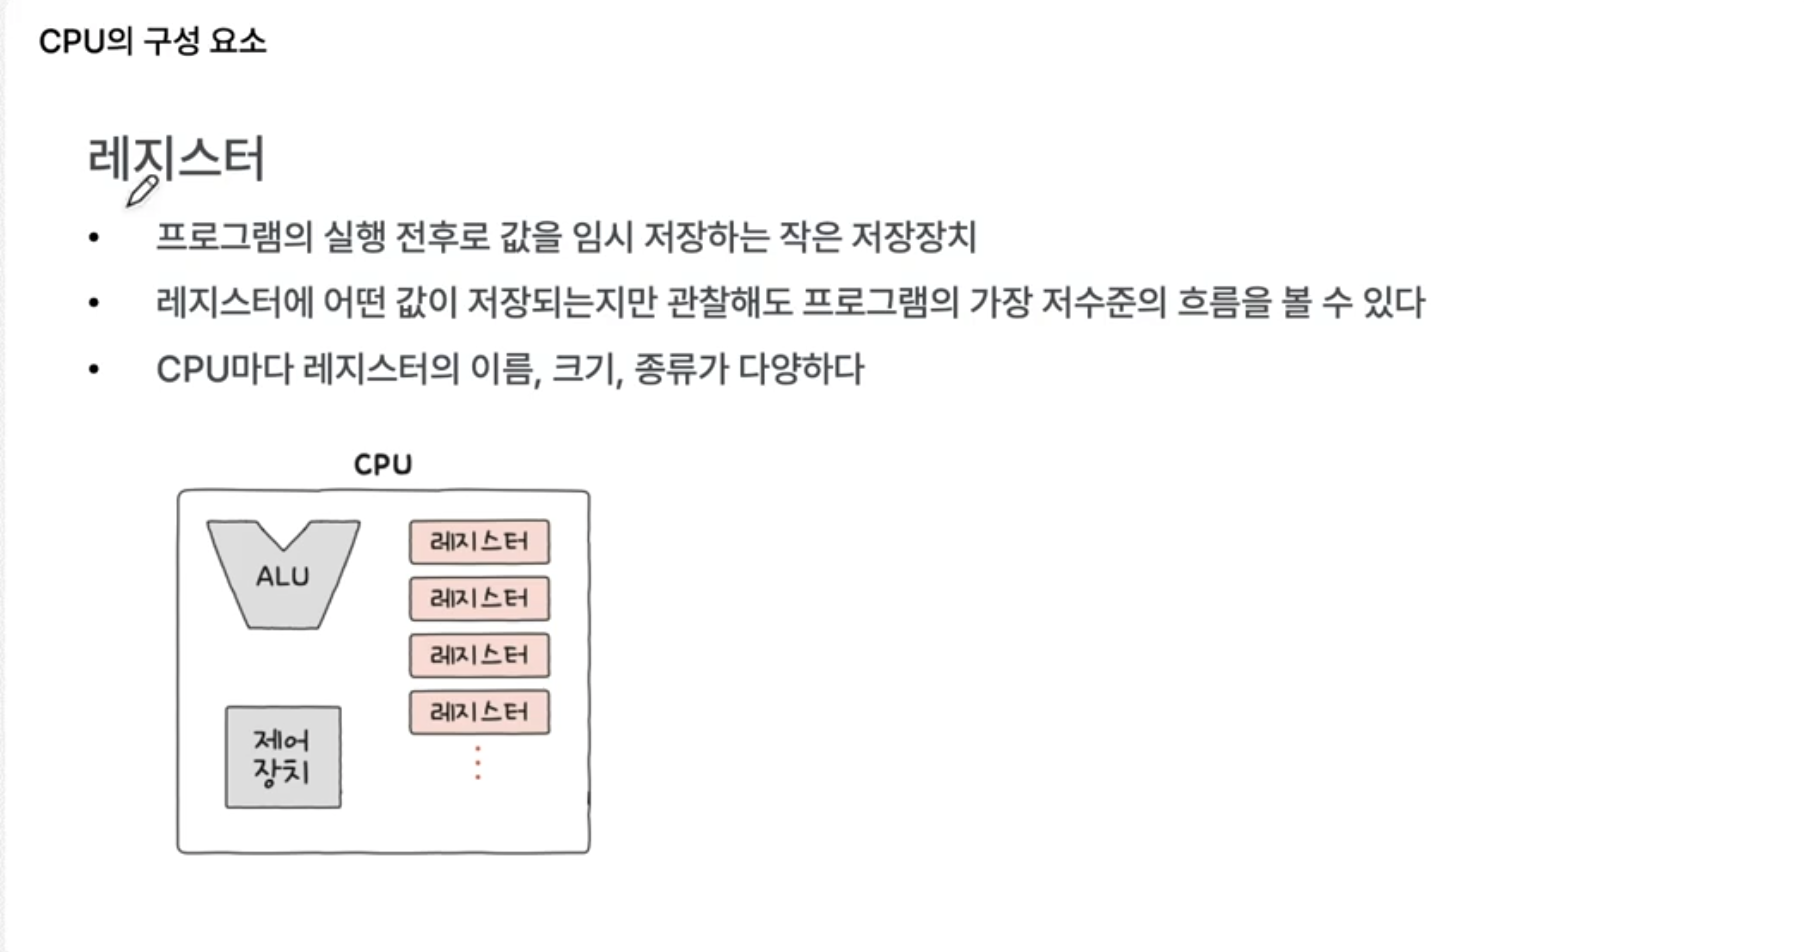 CPU의 구성 요소
레지스터
• 프로그램의 실행 전후로 값을 임시 저장하는 작은 저장장치
• 레지스터에 어떤 값이 저장되는지만 관찰해도 프로그램의 가장 저수준의 흐름을 볼 수 있다
• CPU마다 레지스터의 이름, 크기, 종류가 다양하다
CPU
ALU
레지스터
레지스터
레지스터
레지스터
제어
장치